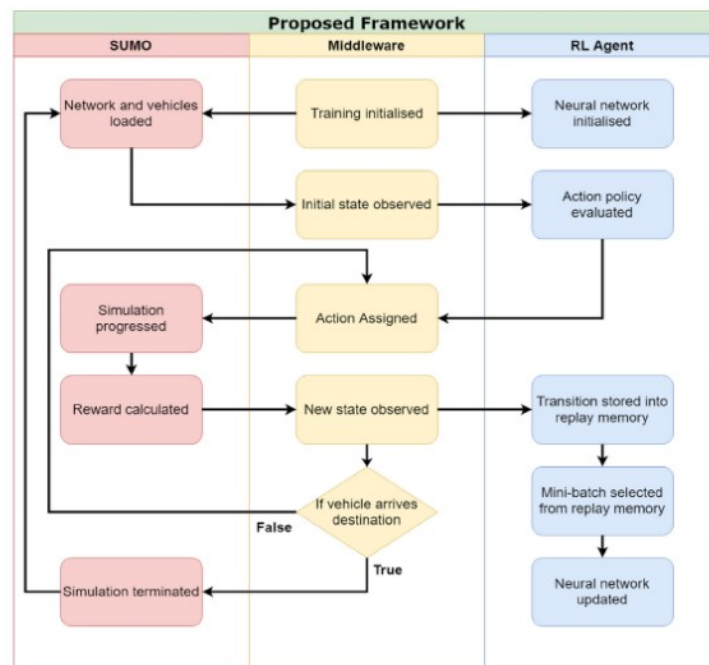 Proposed Framework
SUMO
Middleware
RL Agent
Network and vehicles
loaded
Training initialised
Neural network
initialised
Initial state observed
Action policy
evaluated
Simulation
progressed
Action Assigned
Reward calculated
New state observed
Transition stored into
replay memory
If vehicle arrives
destination
False
True
Mini-batch selected
from replay memory
Simulation terminated
Neural network
updated